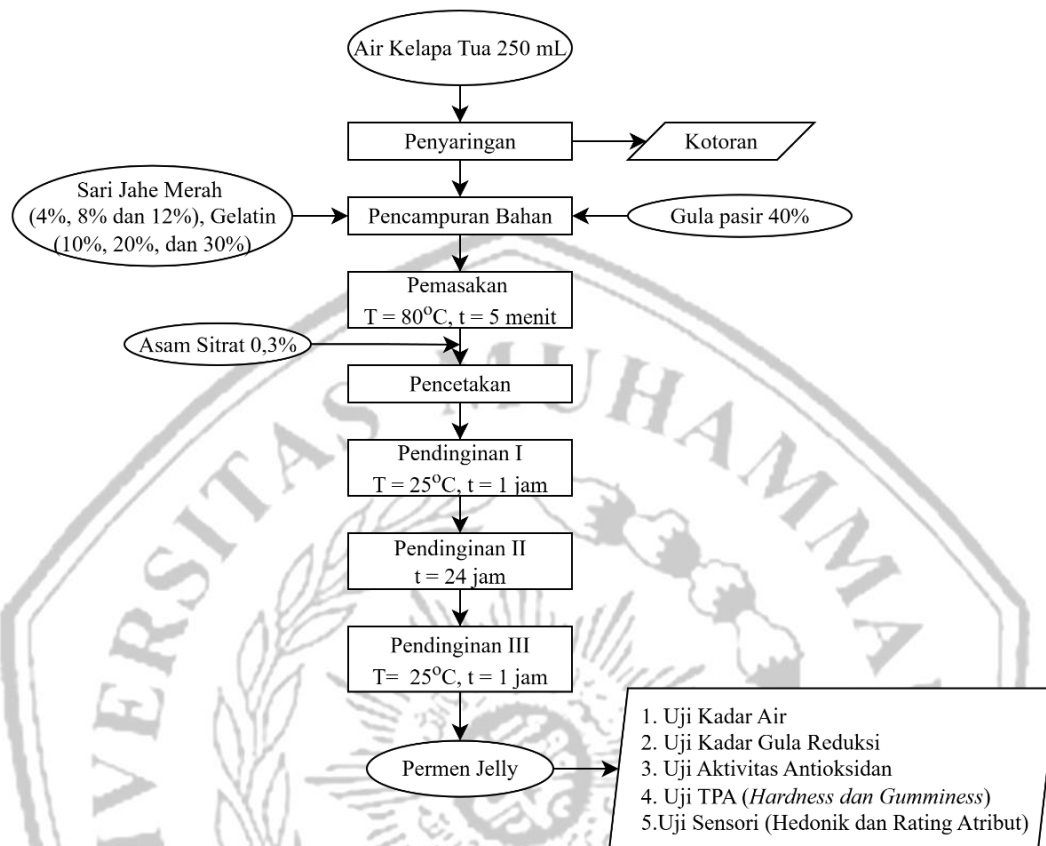 Air Kelapa Tua 250 mL
Penyaringan
Kotoran
Sari Jahe Merah
(4%, 8% dan 12%), Gelatin
(10%, 20%, dan 30%)
Pencampuran Bahan
Gula pasir 40%
Pemasakan
T = 80°C, t = 5 menit
Asam Sitrat 0,3%
Pencetakan
Pendinginan I
T = 25°C, t = 1 jam
Pendinginan II
t = 24 jam
Pendinginan III
T= 25°C, t = 1 jam
Permen Jelly
1. Uji Kadar Air
2. Uji Kadar Gula Reduksi
3. Uji Aktivitas Antioksidan
4. Uji TPA (Hardness dan Gumminess)
5.Uji Sensori (Hedonik dan Rating Atribut)
VERSITAS MUHAMMA